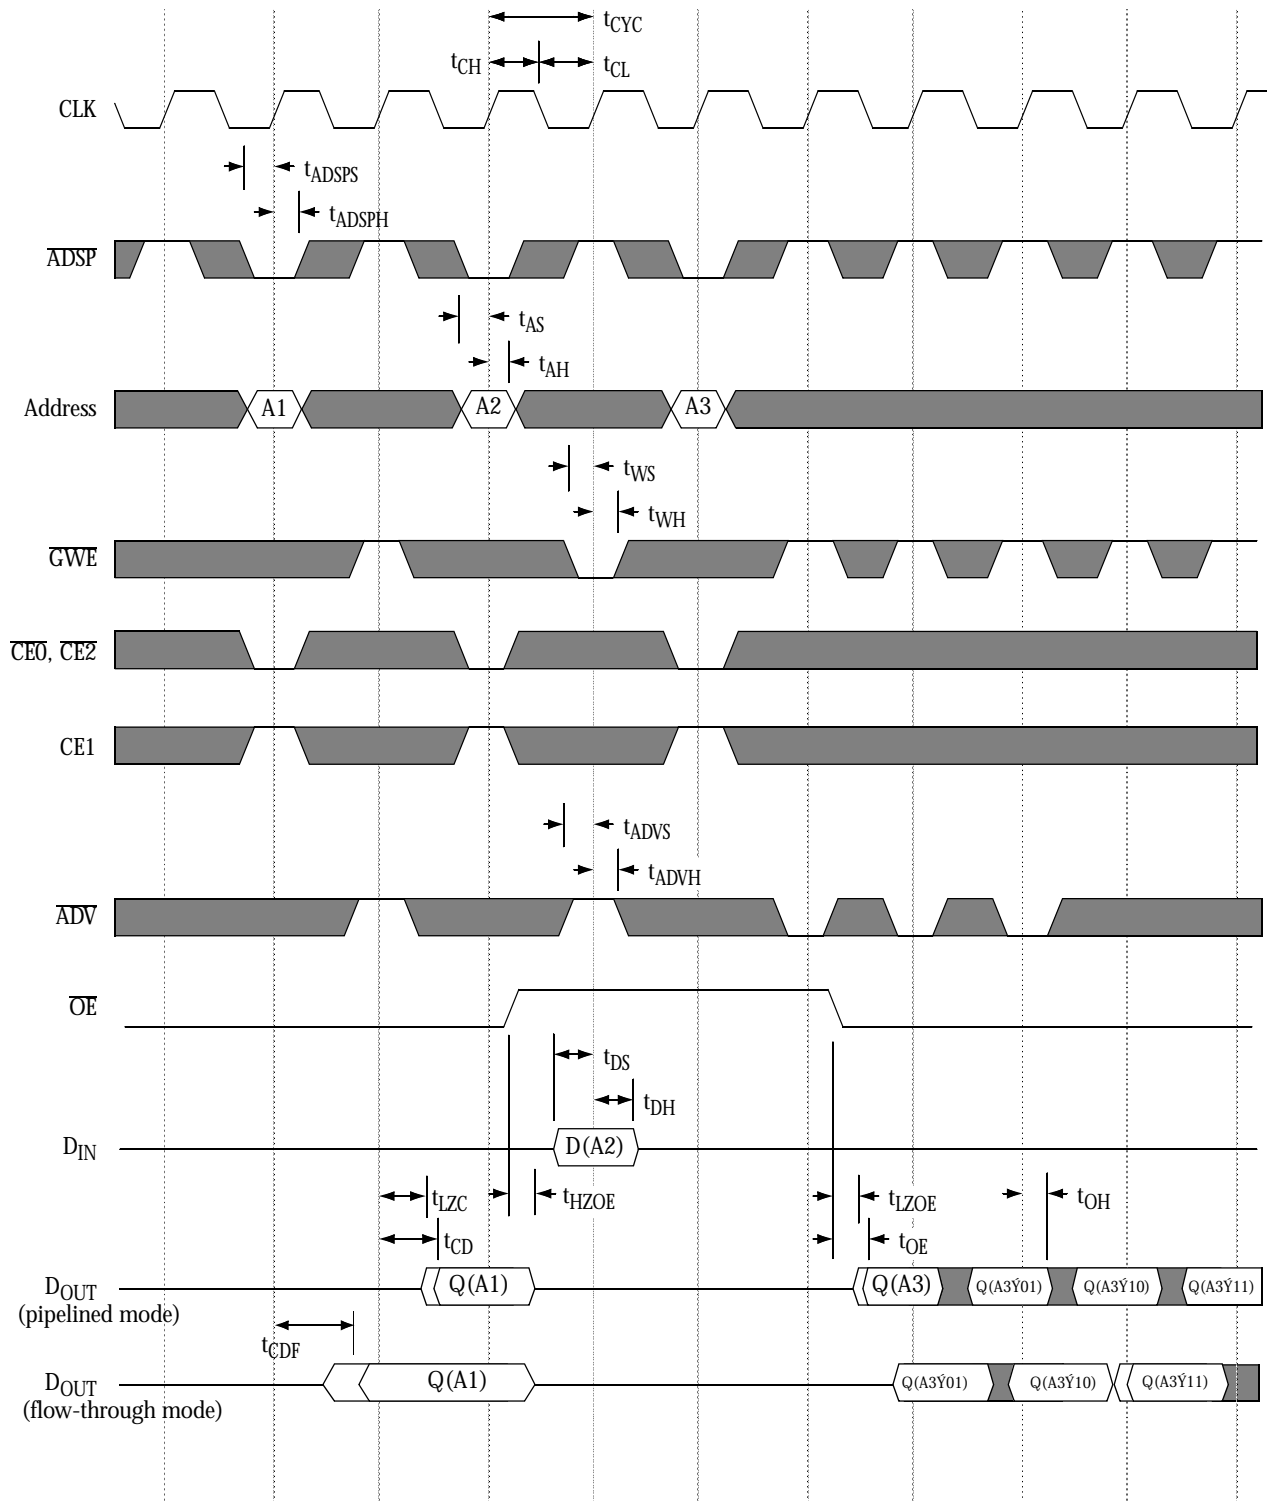 tCYC
tCH
tCL
CLK
tADSPS
tADSPH
ADSP
tAS
tAH
Address
A1
A2
A3
tWS
tWH
GWE
CE0, CE2
CE1
tADVS
tADVH
ADV
OE
tDS
tDH
DIN
D(A2)
tLZC
tHZOE
tLZOE
tOH
tCD
tOE
DOUT
(pipelined mode)
Q(A1)
Q(A3)
Q(A3Ý01)
Q(A3Ý10)
Q(A3Ý11)
tCDF
DOUT
(flow-through mode)
Q(A1)
Q(A3Ý01)
Q(A3Ý10)
Q(A3Ý11)